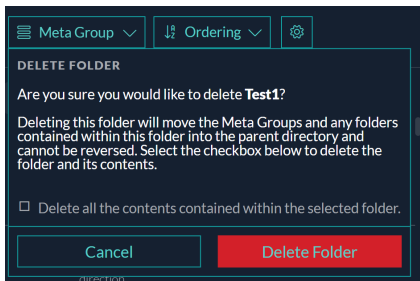 Meta Group Ordering
DELETE FOLDER
Are you sure you would like to delete Test1?
Deleting this folder will move the Meta Groups and any folders
contained within this folder into the parent directory and
cannot be reversed. Select the checkbox below to delete the
folder and its contents.
Delete all the contents contained within the selected folder.
Cancel Delete Folder
direction